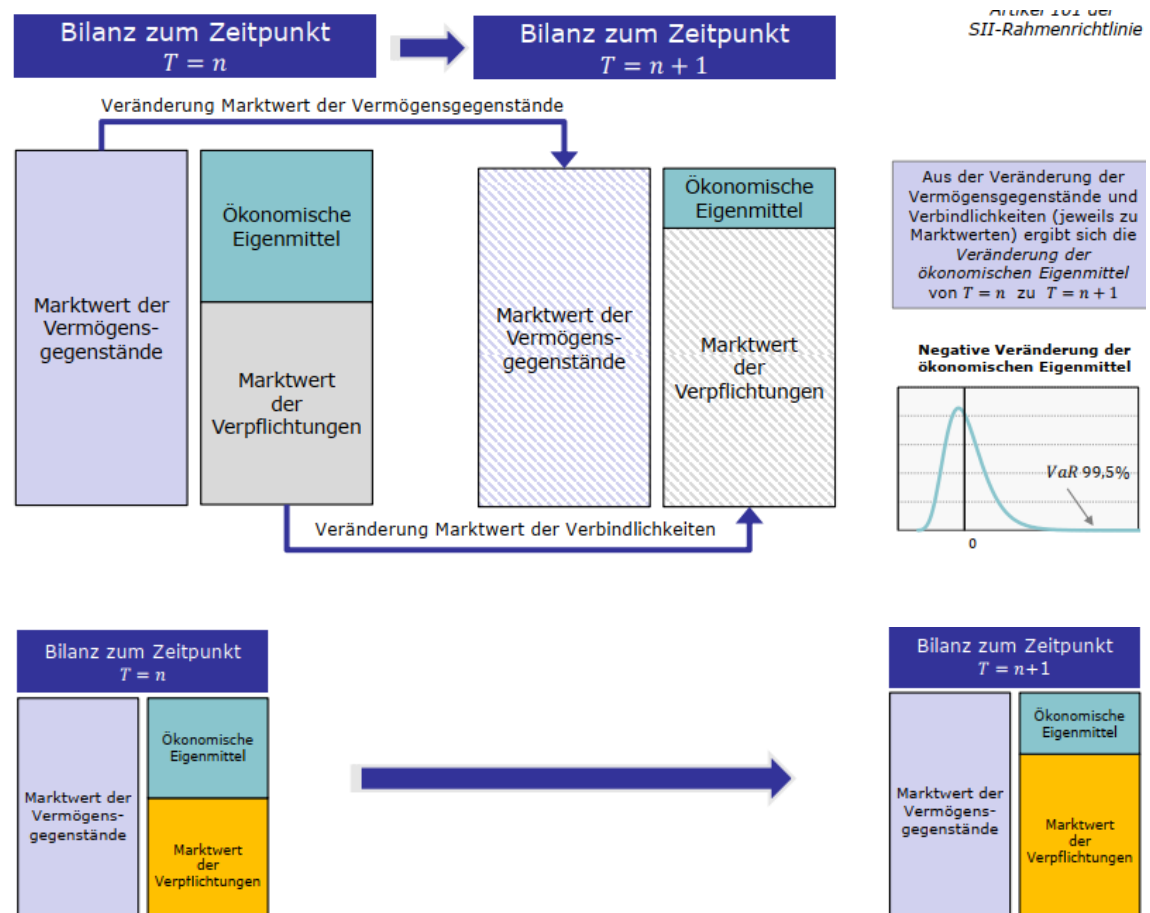 Bilanz zum Zeitpunkt
T = n
Bilanz zum Zeitpunkt
T = n + 1
Artikel 101 der
SII-Rahmenrichtlinie
Veränderung Marktwert der Vermögensgegenstände
Marktwert der
Vermögens-
gegenstände
Ökonomische
Eigenmittel
Marktwert
der
Verpflichtungen
Marktwert der
Vermögens-
gegenstände
Ökonomische
Eigenmittel
Marktwert
der
Verpflichtungen
Veränderung Marktwert der Verbindlichkeiten
Aus der Veränderung der
Vermögensgegenstände und
Verbindlichkeiten (jeweils zu
Marktwerten) ergibt sich die
Veränderung der
ökonomischen Eigenmittel
von T = n zu T = n + 1
Negative Veränderung der
ökonomischen Eigenmittel
VaR 99,5%
0
Bilanz zum Zeitpunkt
T = n
Marktwert der
Vermögens-
gegenstände
Ökonomische
Eigenmittel
Marktwert
der
Verpflichtungen
Bilanz zum Zeitpunkt
T = n+1
Marktwert der
Vermögens-
gegenstände
Ökonomische
Eigenmittel
Marktwert
der
Verpflichtungen